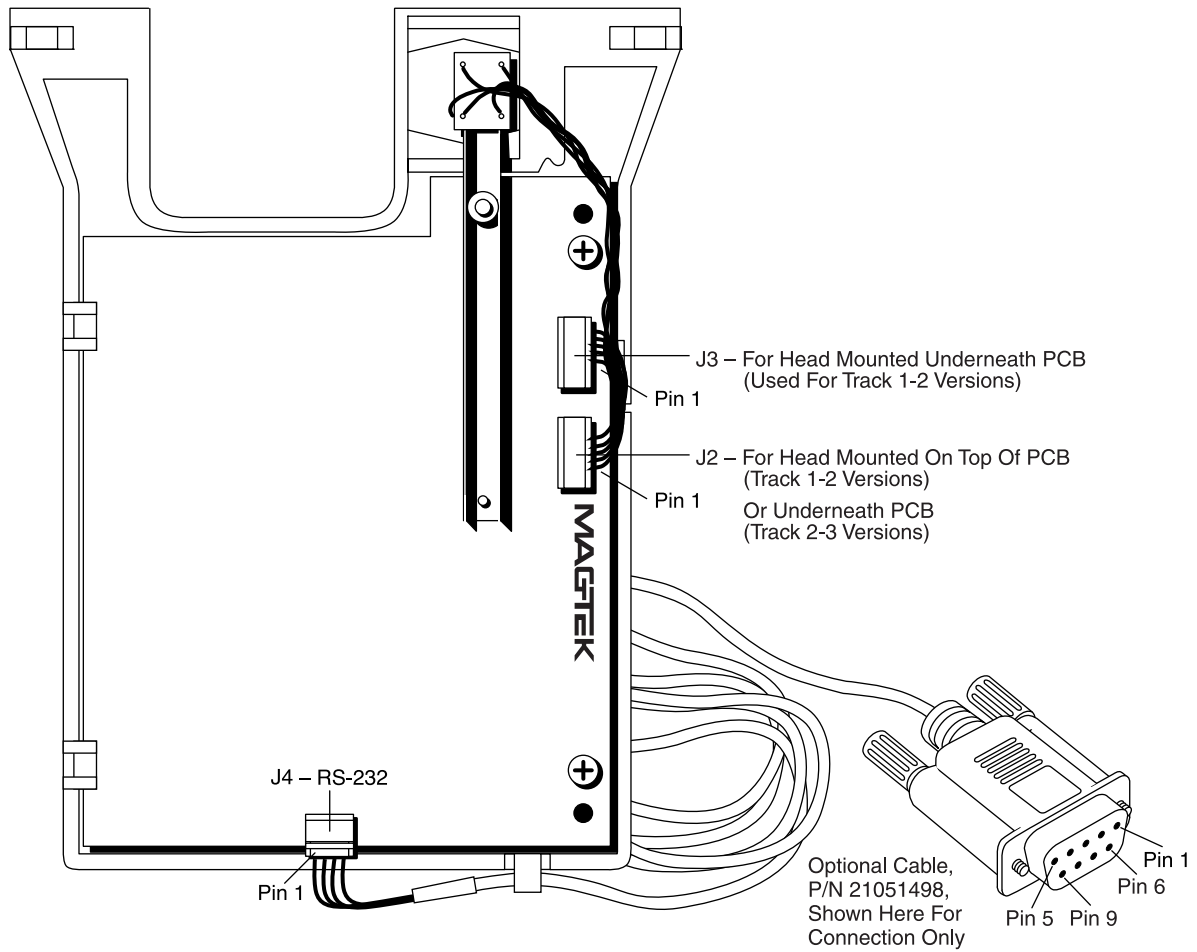 J3 – For Head Mounted Underneath PCB
(Used For Track 1-2 Versions)
Pin 1
J2 – For Head Mounted On Top Of PCB
(Track 1-2 Versions)
Pin 1
Or Underneath PCB
(Track 2-3 Versions)
MAGTEK
J4 – RS-232
Pin 1
Optional Cable,
P/N 21051498,
Shown Here For
Connection Only
Pin 1
Pin 6
Pin 5
Pin 9